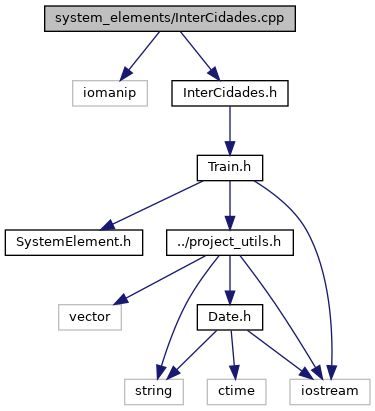 system_elements/InterCidades.cpp
iomanip
InterCidades.h
Train.h
SystemElement.h
../project_utils.h
vector
Date.h
string
ctime
iostream